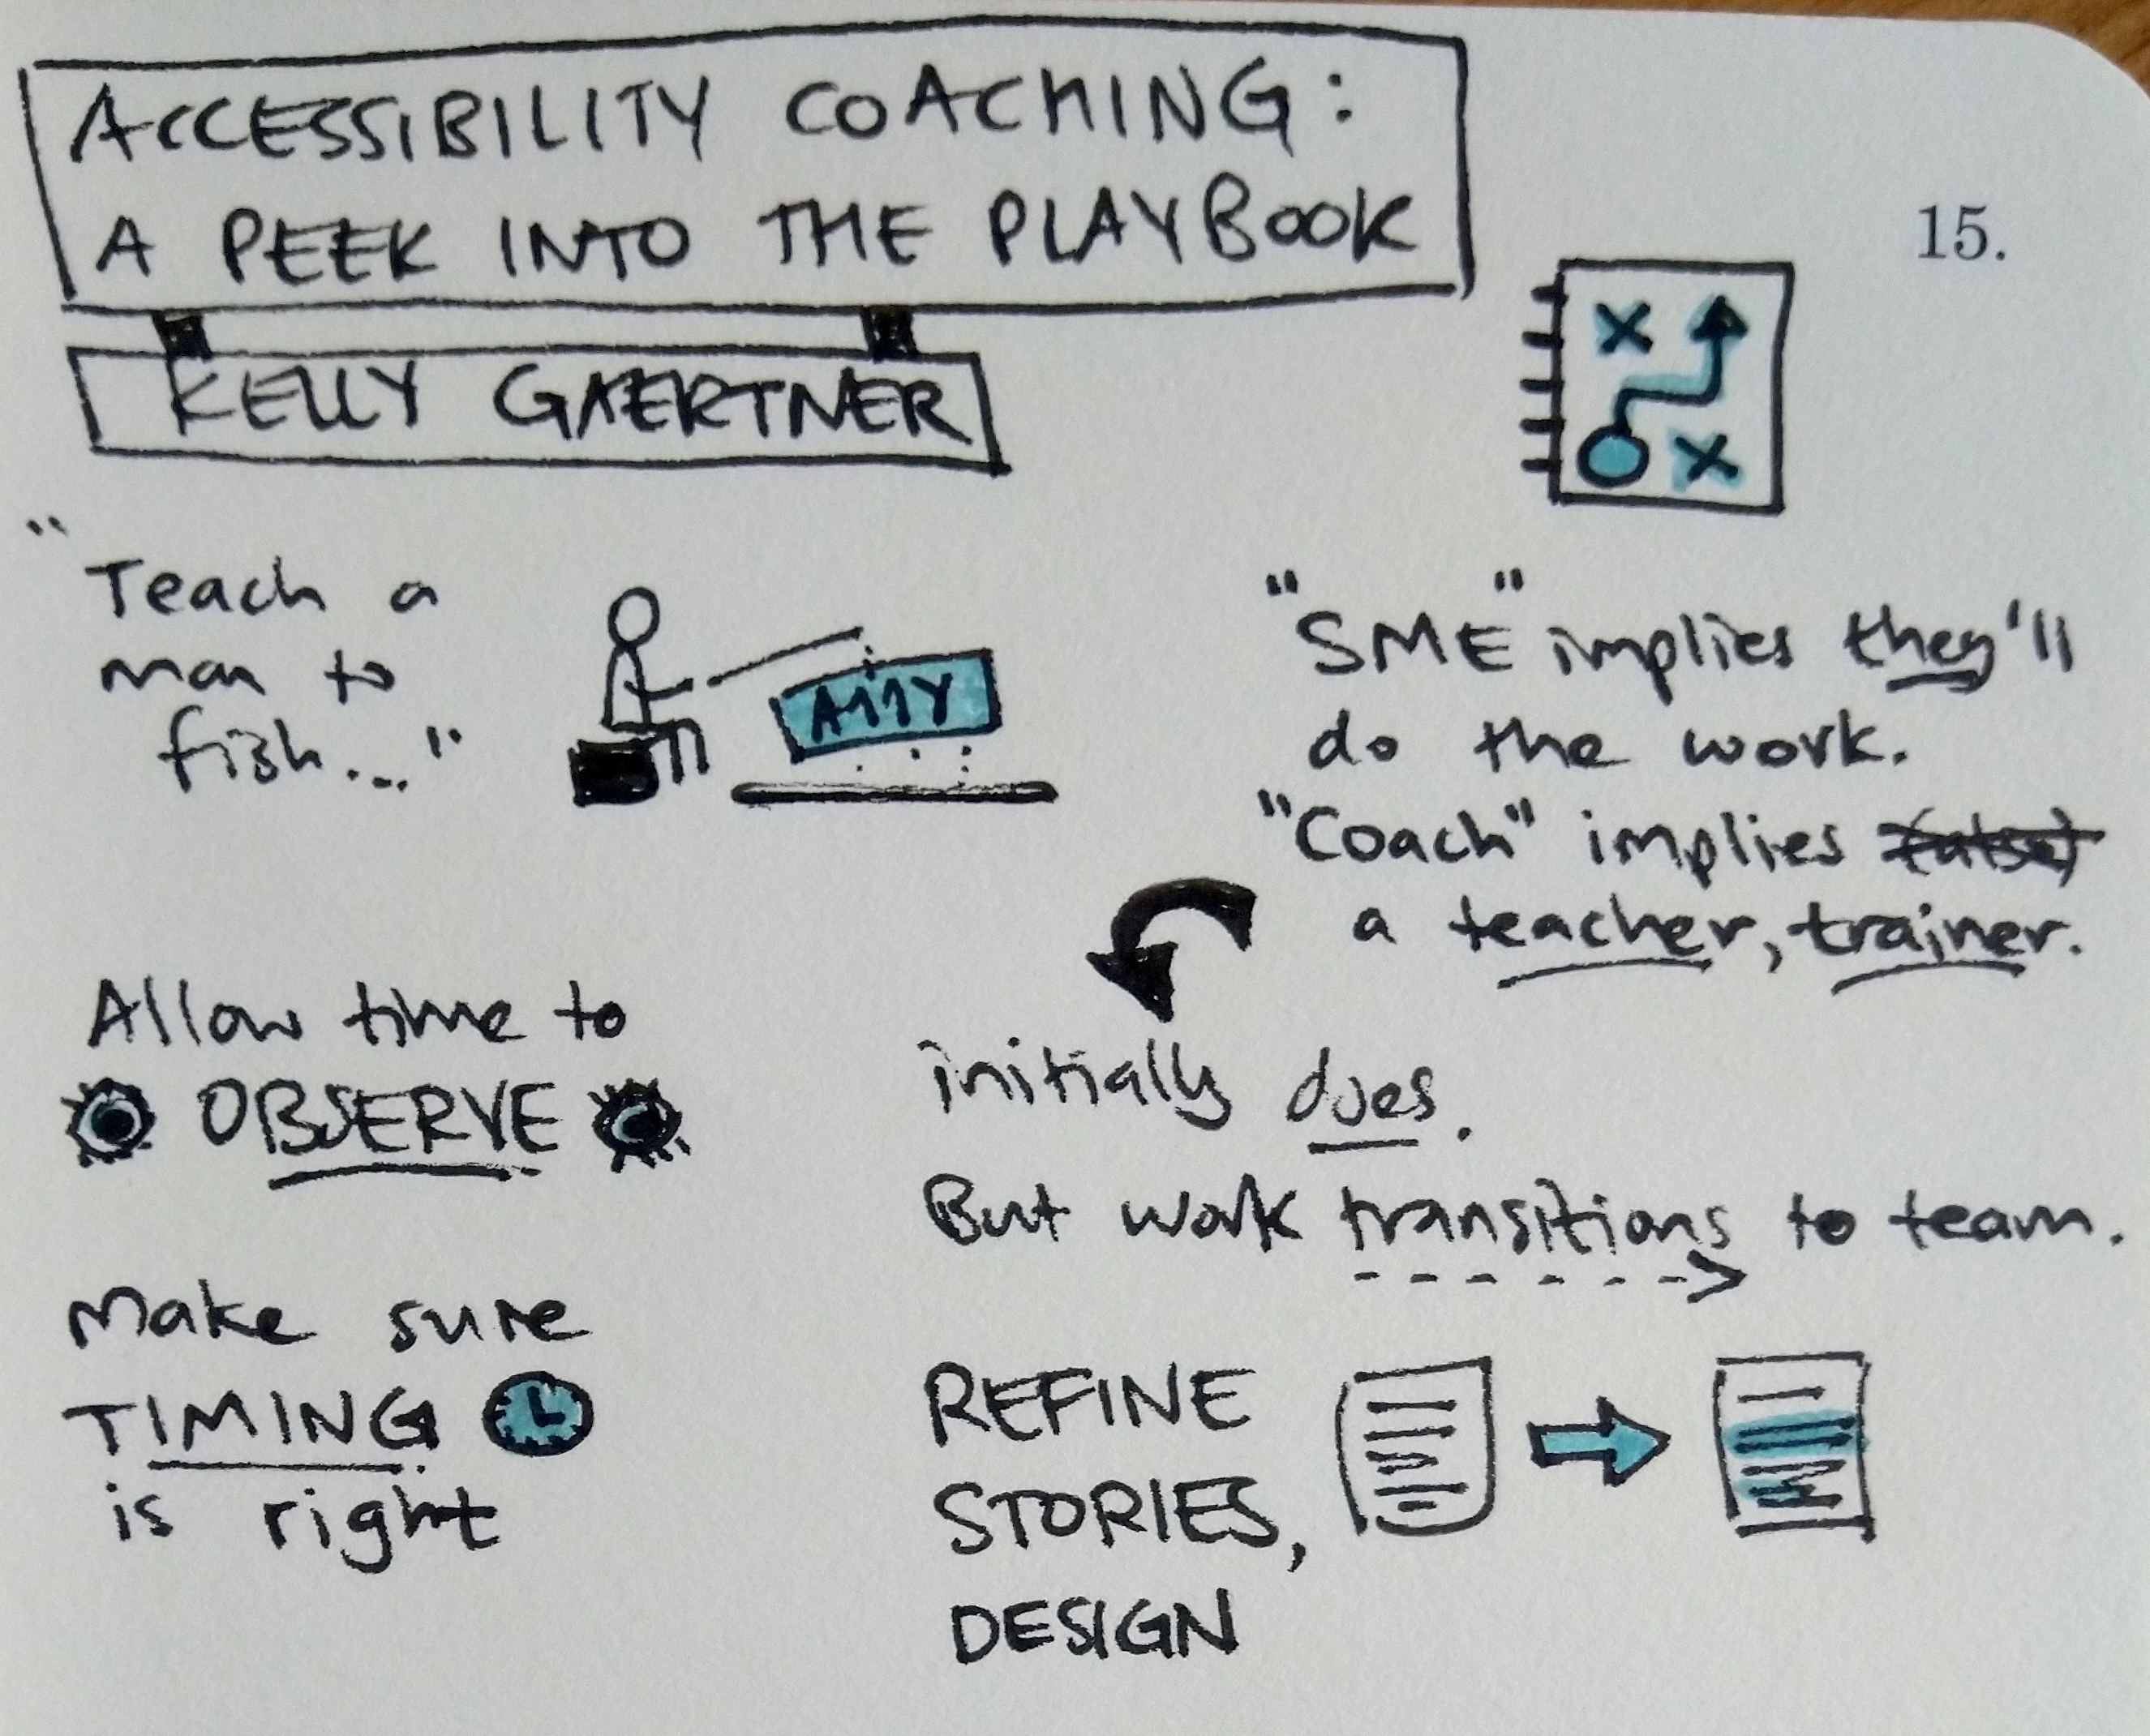 ACCESSIBILITY COACHING:
A PEEK INTO THE PLAYBOOK
15.
KELLY GAERTNER
"Teach a
man to
fish..."
A11Y
"SME" implies they'll
do the work.
"Coach" implies
a teacher, trainer.
initially does.
But work transitions to team.
Allow time to
OBSERVE
Make sure
TIMING
is right
REFINE
STORIES,
DESIGN